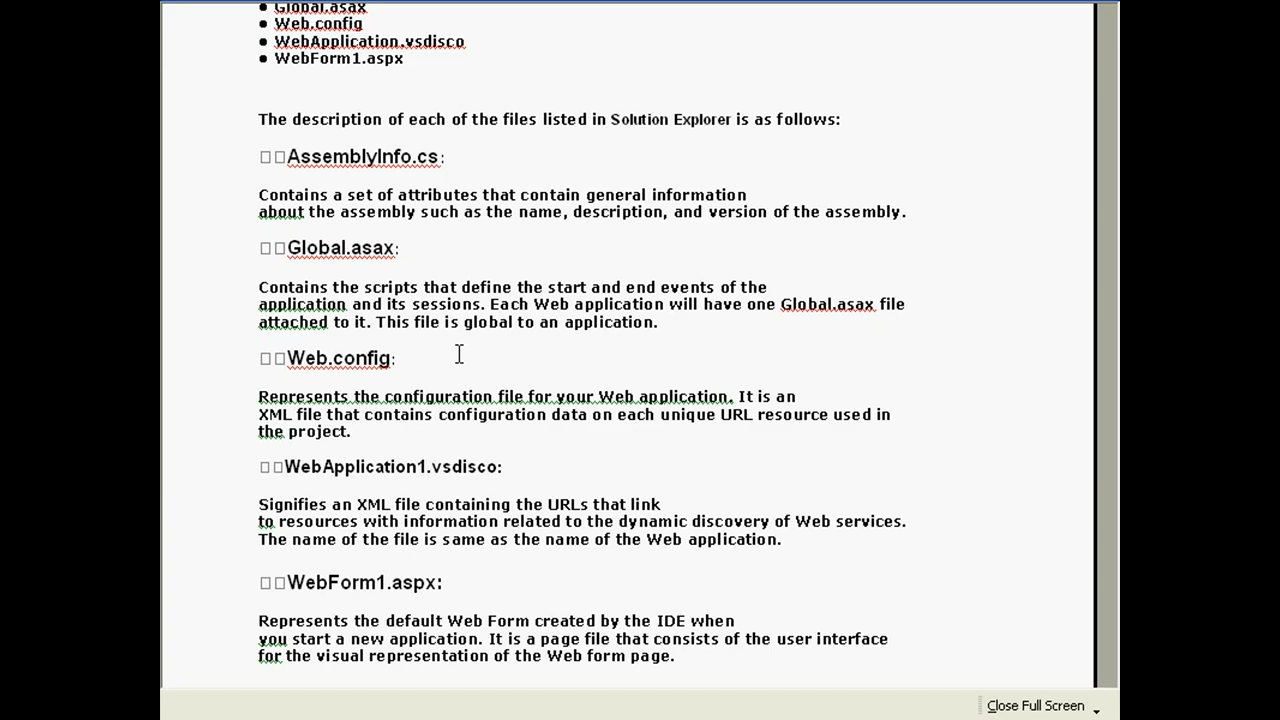 ● Global.asax
● Web.config
● WebApplication.vsdisco
● WebForm1.aspx
The description of each of the files listed in Solution Explorer is as follows:
□□AssemblyInfo.cs:
Contains a set of attributes that contain general information
about the assembly such as the name, description, and version of the assembly.
□□Global.asax:
Contains the scripts that define the start and end events of the
application and its sessions. Each Web application will have one Global.asax file
attached to it. This file is global to an application.
□□Web.config:
Represents the configuration file for your Web application. It is an
XML file that contains configuration data on each unique URL resource used in
the project.
□□WebApplication1.vsdisco:
Signifies an XML file containing the URLs that link
to resources with information related to the dynamic discovery of Web services.
The name of the file is same as the name of the Web application.
□□WebForm1.aspx:
Represents the default Web Form created by the IDE when
you start a new application. It is a page file that consists of the user interface
for the visual representation of the Web form page.
Close Full Screen